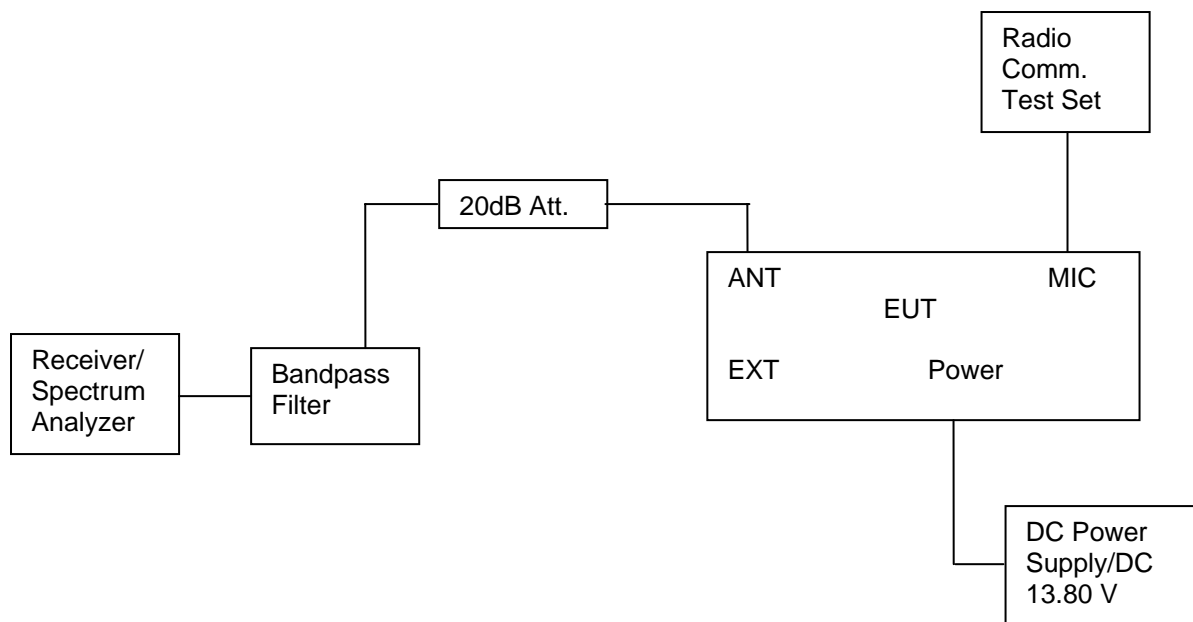 Radio
Comm.
Test Set
20dB Att.
ANT
MIC
EUT
EXT
Power
Receiver/
Spectrum
Analyzer
Bandpass
Filter
DC Power
Supply/DC
13.80 V